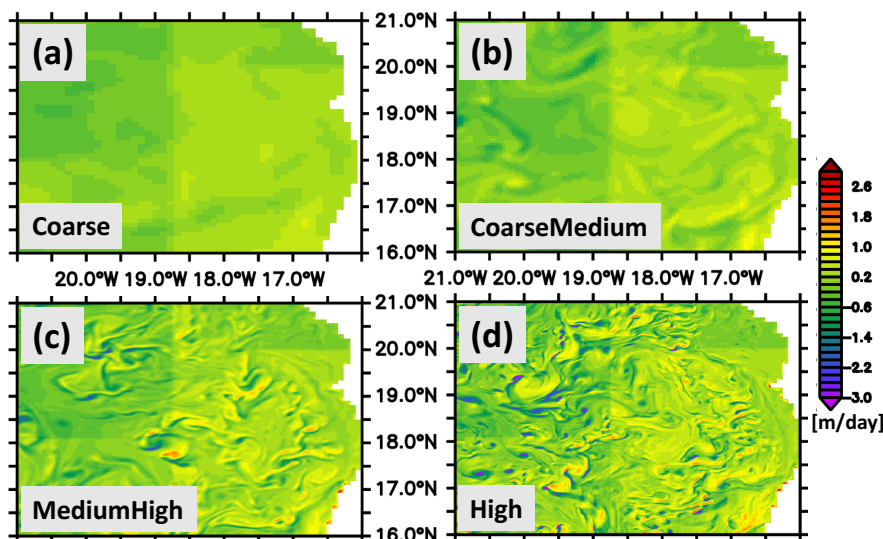 (a)
Coarse
21.0°N
20.0°N
19.0°N
18.0°N
17.0°N
16.0°N
(b)
CoarseMedium
20.0°W 19.0°W 18.0°W 17.0°W
21.0°W 20.0°W 19.0°W 18.0°W 17.0°W
(c)
MediumHigh
21.0°N
20.0°N
19.0°N
18.0°N
17.0°N
16.0°N
(d)
High
2.6
1.8
1.0
0.2
-0.6
-1.4
-2.2
-3.0
[m/day]